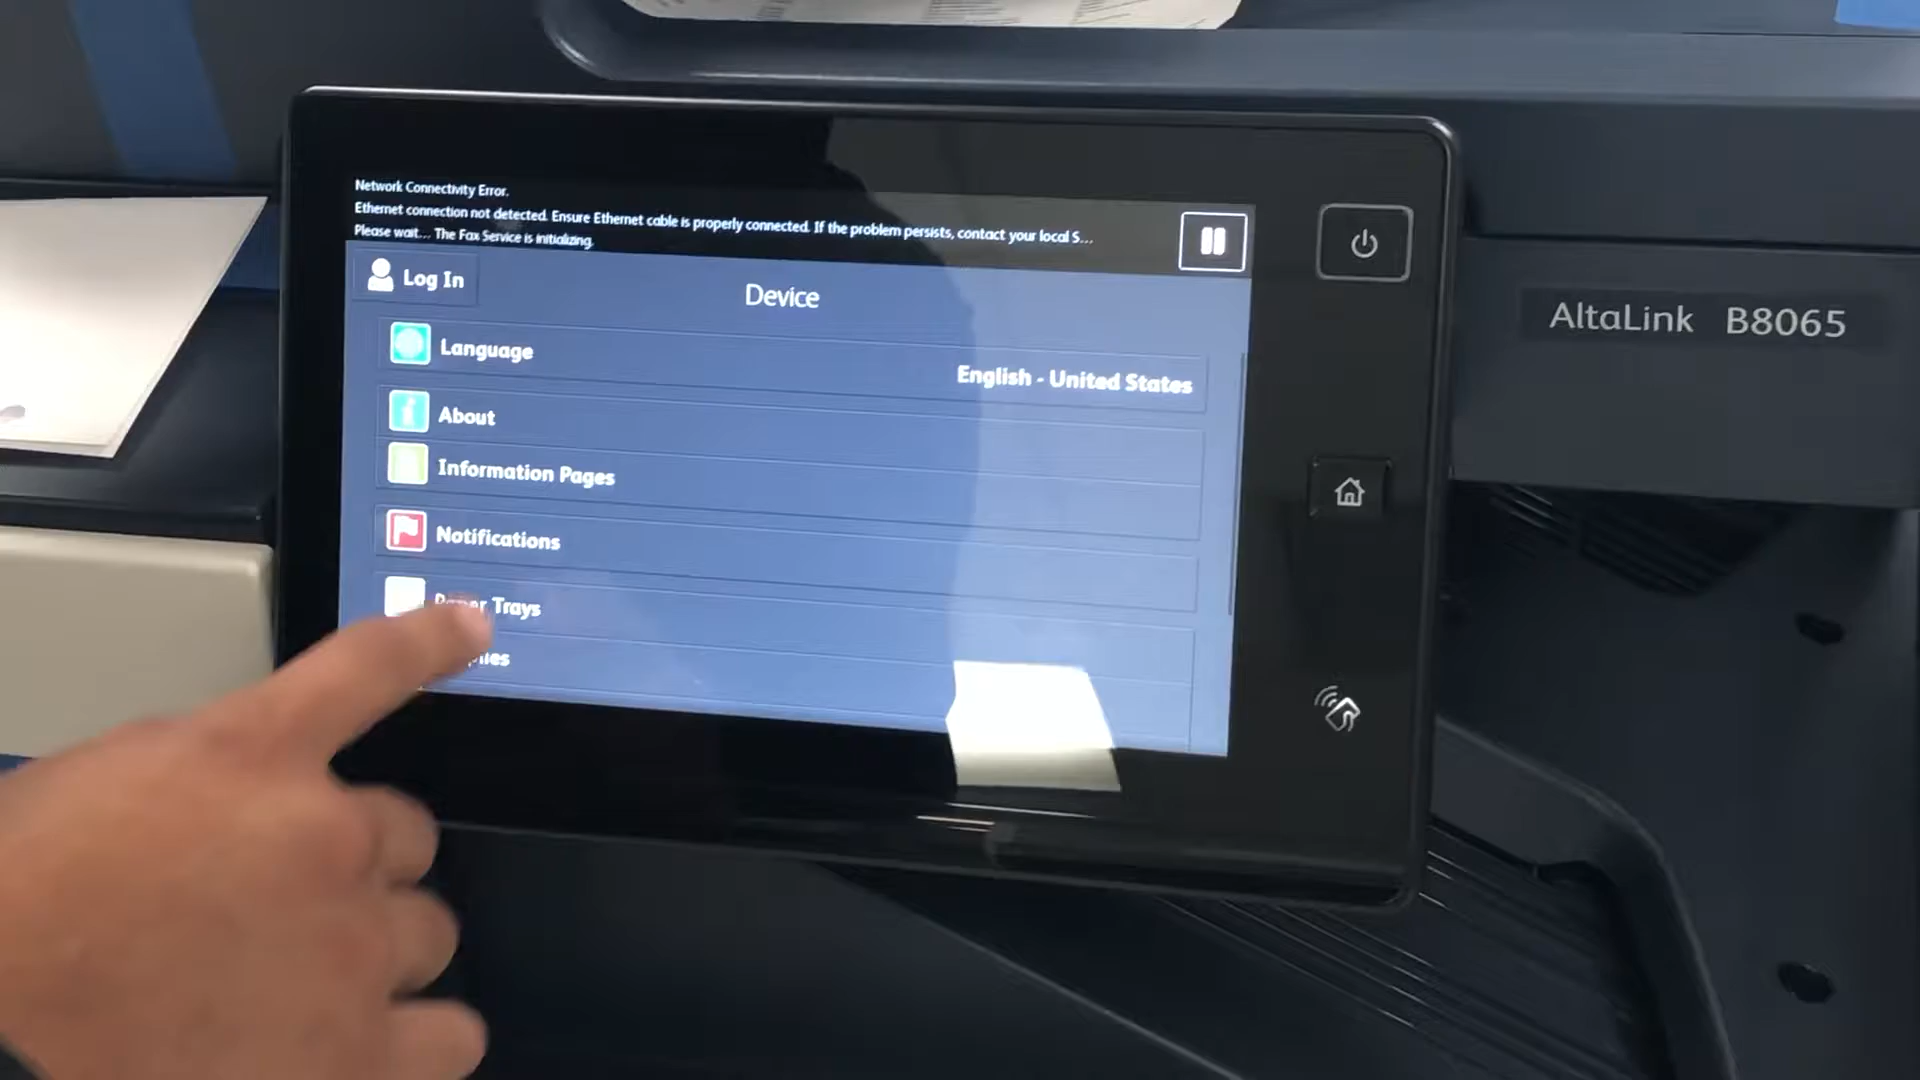 Network Connectivity Error.
Ethernet connection not detected. Ensure Ethernet cable is properly connected. If the problem persists, contact your local S...
Please wait... The Fax Service is initializing.
Log In
Device
Language
English - United States
About
Information Pages
Notifications
Paper Trays
AltaLink B8065